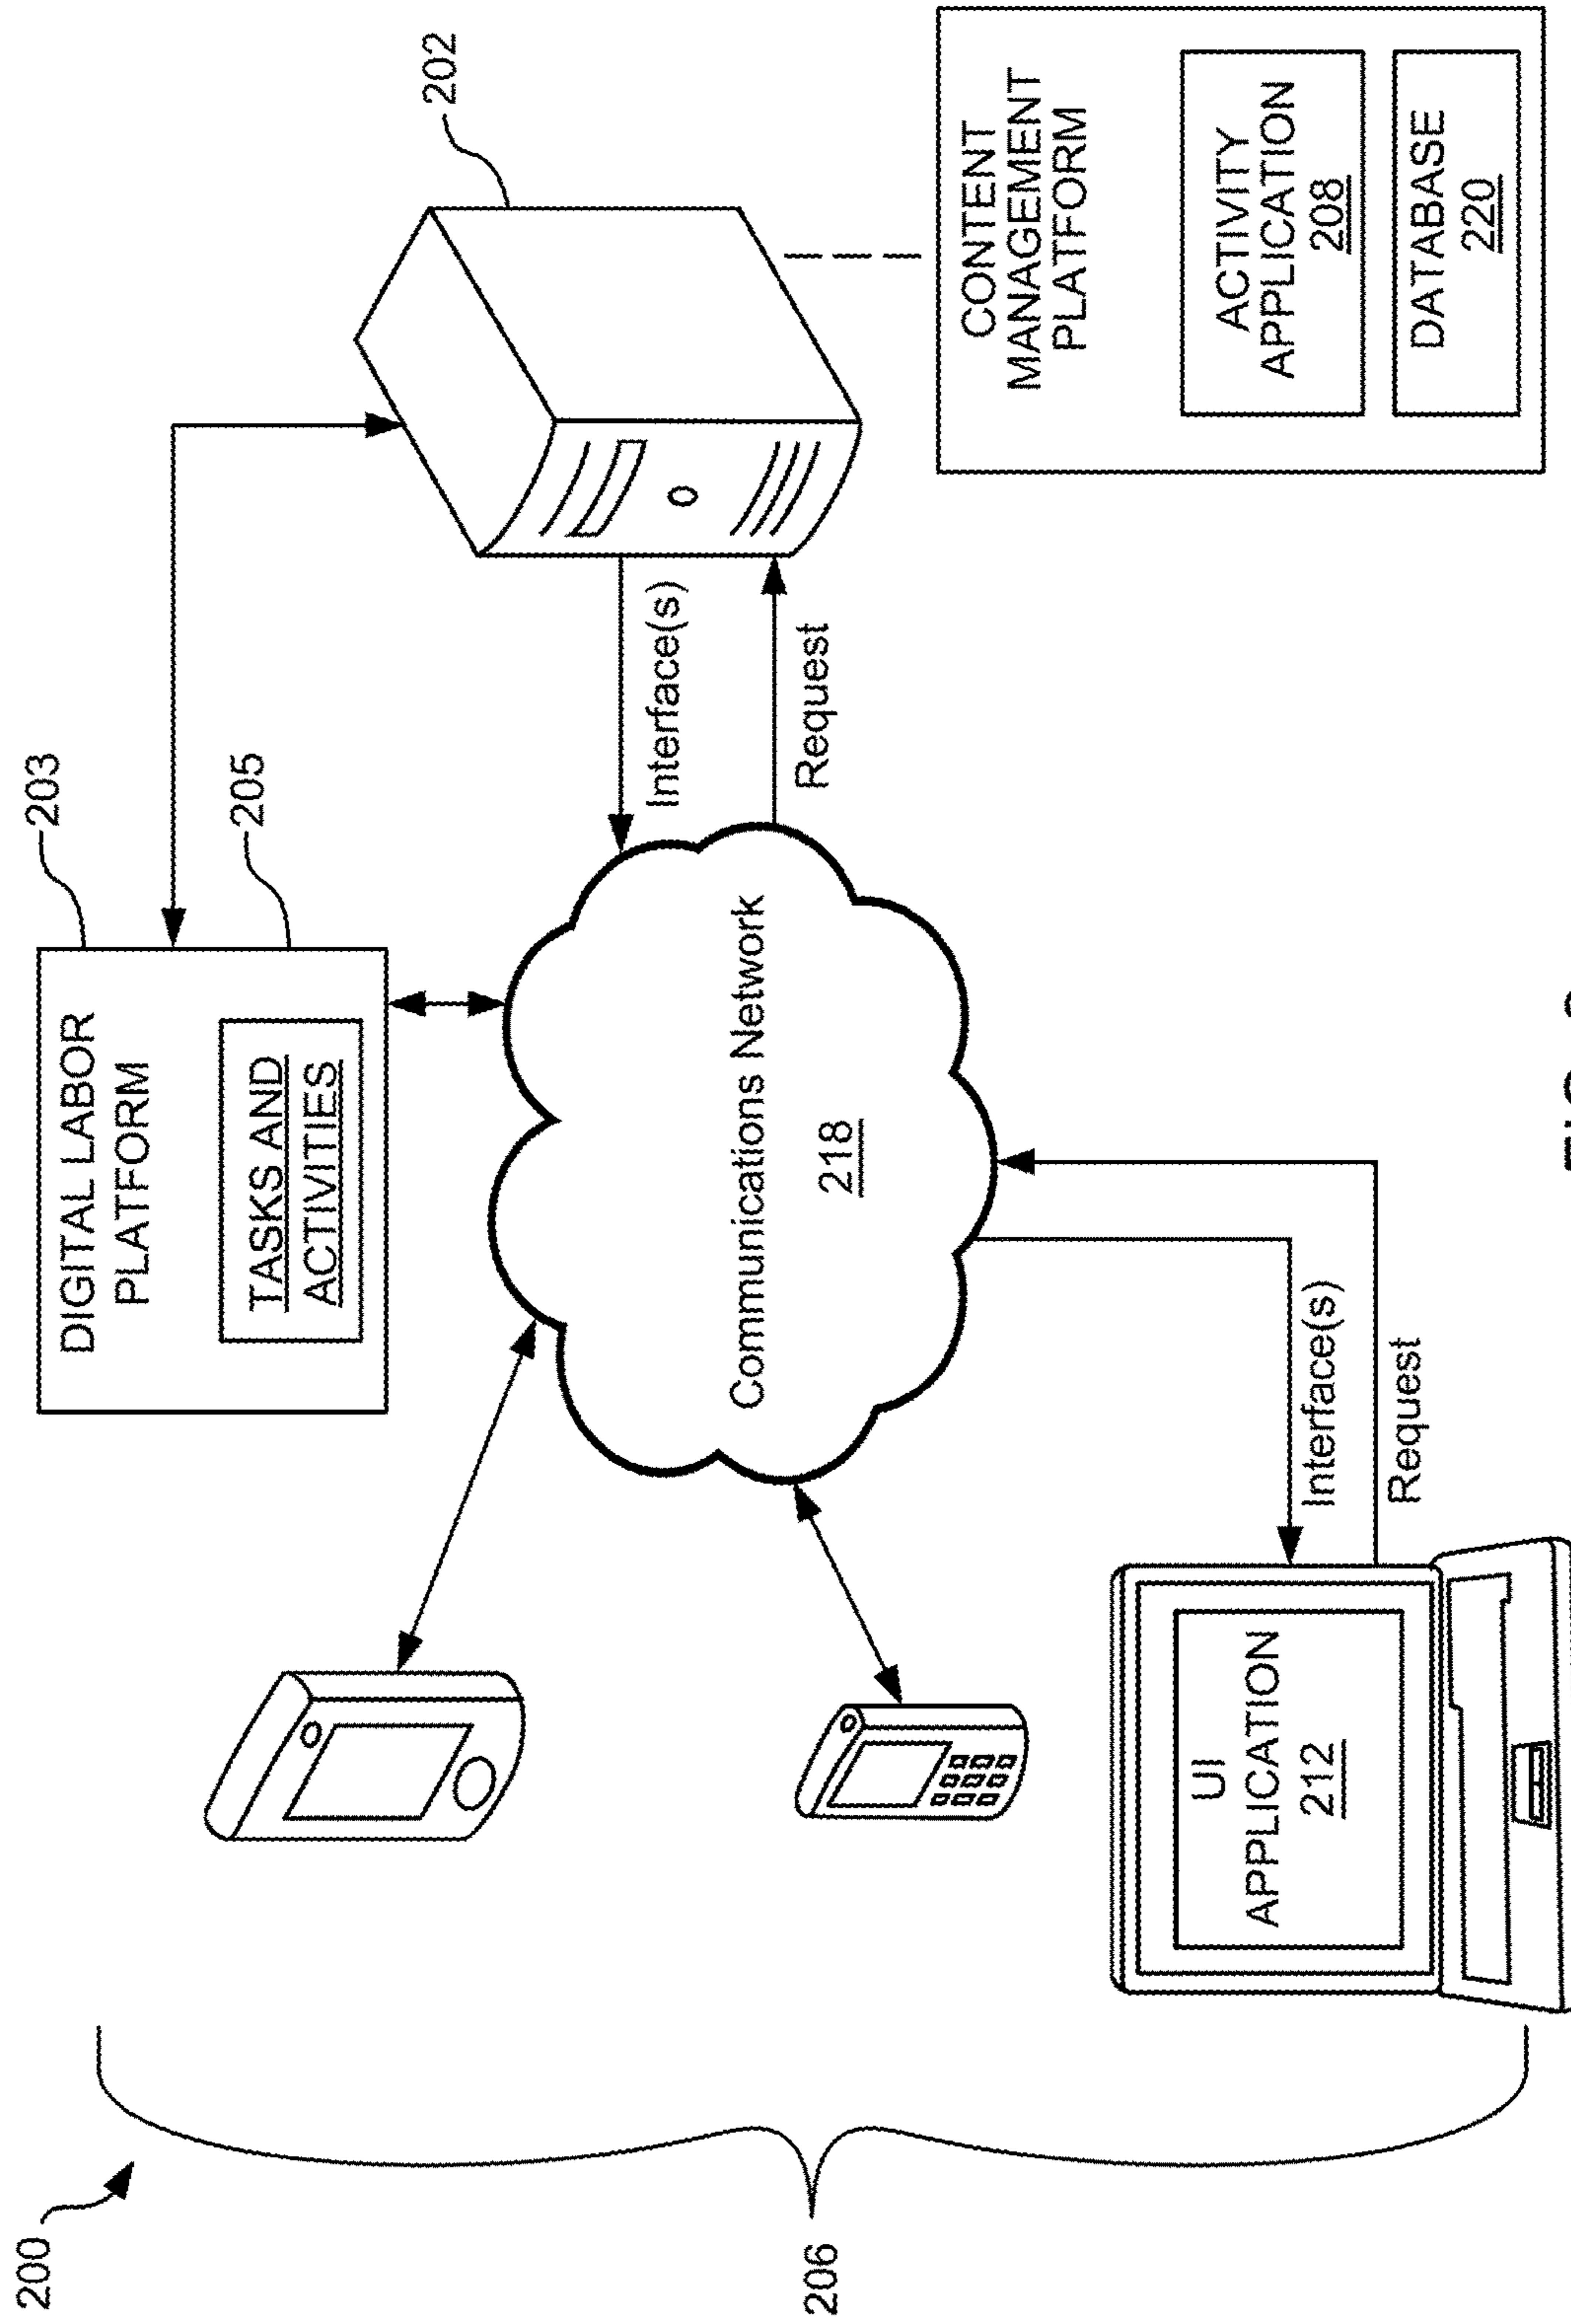 200
206
203
DIGITAL LABOR
PLATFORM
205
TASKS AND
ACTIVITIES
202
Interface(s)
Request
Communications Network
218
Interface(s)
Request
UI
APPLICATION
212
CONTENT
MANAGEMENT
PLATFORM
ACTIVITY
APPLICATION
208
DATABASE
220